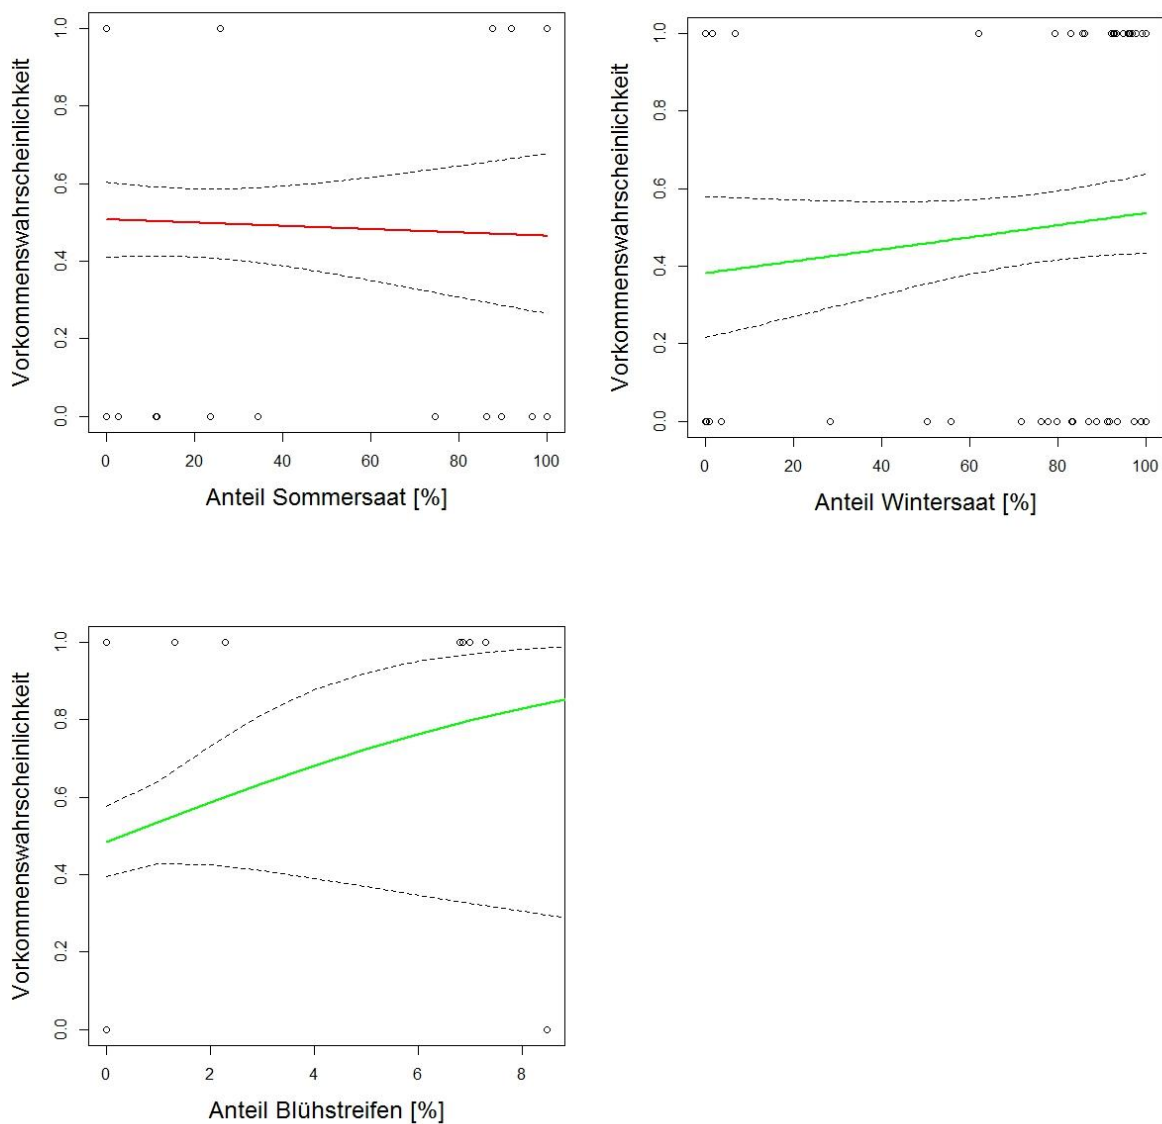 Vorkommenswahrscheinlichkeit
1.0
0.8
0.6
0.4
0.2
0.0
0 20 40 60 80 100
Anteil Sommersaat [%]
Vorkommenswahrscheinlichkeit
1.0
0.8
0.6
0.4
0.2
0.0
0 20 40 60 80 100
Anteil Wintersaat [%]
Vorkommenswahrscheinlichkeit
1.0
0.8
0.6
0.4
0.2
0.0
0 2 4 6 8
Anteil Blühstreifen [%]